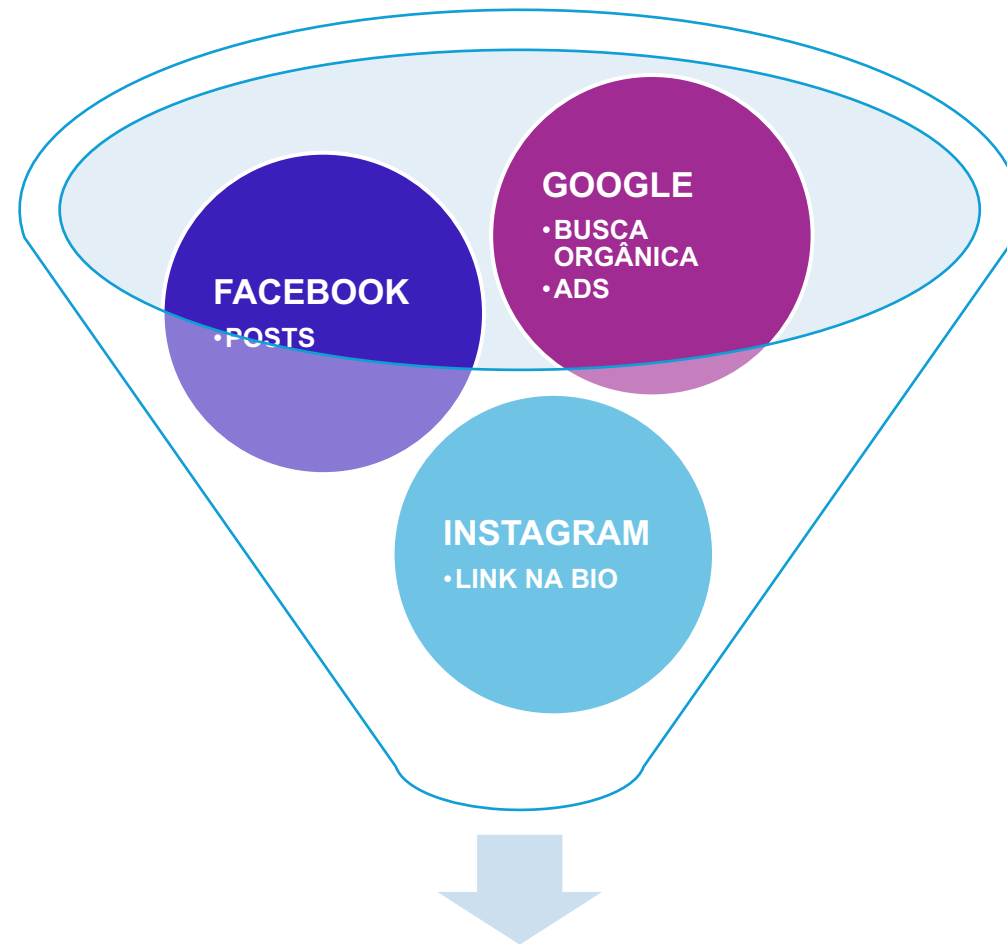 GOOGLE
•BUSCA
ORGÂNICA
•ADS
FACEBOOK
•POSTS
INSTAGRAM
•LINK NA BIO